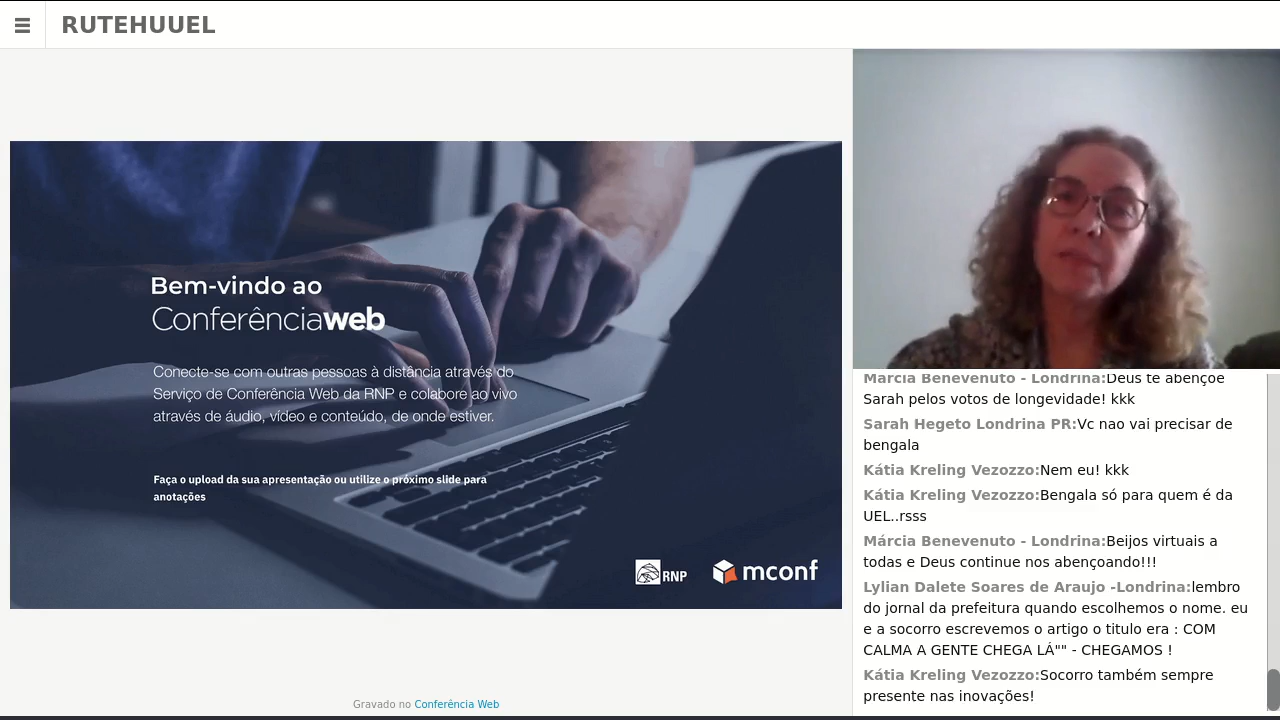 RUTEHUUEL
Bem-vindo ao
Conferênciaweb
Conecte-se com outras pessoas à distância através do
Serviço de Conferência Web da RNP e colabore ao vivo
através de áudio, vídeo e conteúdo, de onde estiver.
Faça o upload da sua apresentação ou utilize o próximo slide para
anotações
RNP
mconf
Gravado no Conferência Web
Márcia Benevenuto - Londrina:Deus te abençoe
Sarah pelos votos de longevidade! kkk
Sarah Hegeto Londrina PR:Vc nao vai precisar de
bengala
Kátia Kreling Vezozzo:Nem eu! kkk
Kátia Kreling Vezozzo:Bengala só para quem é da
UEL..rsss
Márcia Benevenuto - Londrina:Beijos virtuais a
todas e Deus continue nos abençoando!!!
Lylian Dalete Soares de Araujo -Londrina:lembro
do jornal da prefeitura quando escolhemos o nome. eu
e a socorro escrevemos o artigo o titulo era : COM
CALMA A GENTE CHEGA LÁ"" - CHEGAMOS !
Kátia Kreling Vezozzo:Socorro também sempre
presente nas inovações!